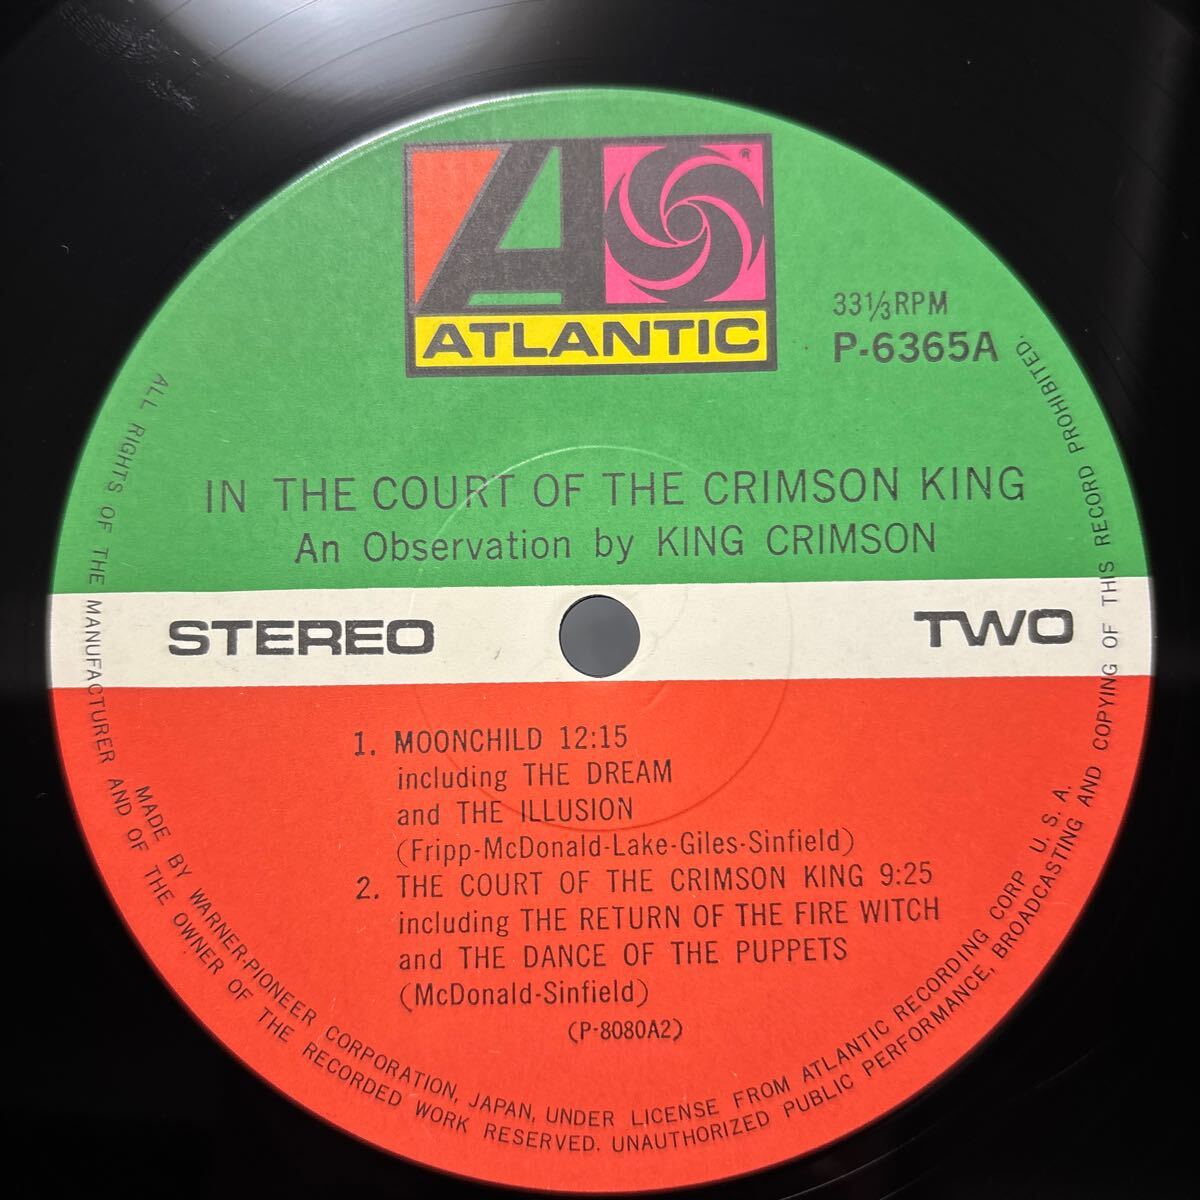 ATLANTIC
®
33 1/3 RPM
P-6365A
IN THE COURT OF THE CRIMSON KING
An Observation by KING CRIMSON
STEREO
TWO
1. MOONCHILD 12:15
including THE DREAM
and THE ILLUSION
(Fripp-McDonald-Lake-Giles-Sinfield)
2. THE COURT OF THE CRIMSON KING 9:25
including THE RETURN OF THE FIRE WITCH
and THE DANCE OF THE PUPPETS
(McDonald-Sinfield)
(P-8080A2)
MADE BY WARNER-PIONEER CORPORATION, JAPAN, UNDER LICENSE FROM ATLANTIC RECORDING CORP U. S. A.
ALL RIGHTS OF THE MANUFACTURER AND OF THE OWNER OF THE RECORDED WORK RESERVED. UNAUTHORIZED PUBLIC PERFORMANCE, BROADCASTING AND COPYING OF THIS RECORD PROHIBITED.